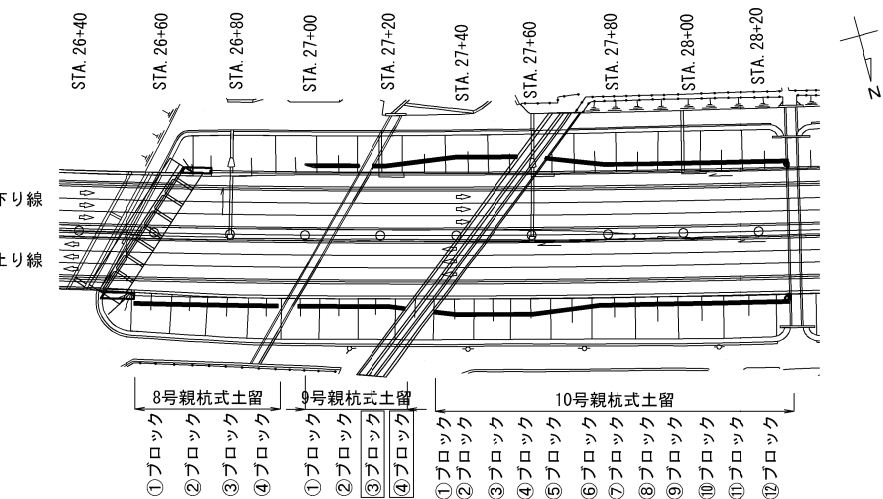 STA. 26+40
STA. 26+60
STA. 26+80
STA. 27+00
STA. 27+20
STA. 27+40
STA. 27+60
STA. 27+80
STA. 28+00
STA. 28+20
N
下り線
上り線
8号親杭式土留
9号親杭式土留
10号親杭式土留
①ブロック
②ブロック
③ブロック
④ブロック
①ブロック
②ブロック
③ブロック
④ブロック
①ブロック
②ブロック
③ブロック
④ブロック
⑤ブロック
⑥ブロック
⑦ブロック
⑧ブロック
⑨ブロック
⑩ブロック
⑪ブロック
⑫ブロック